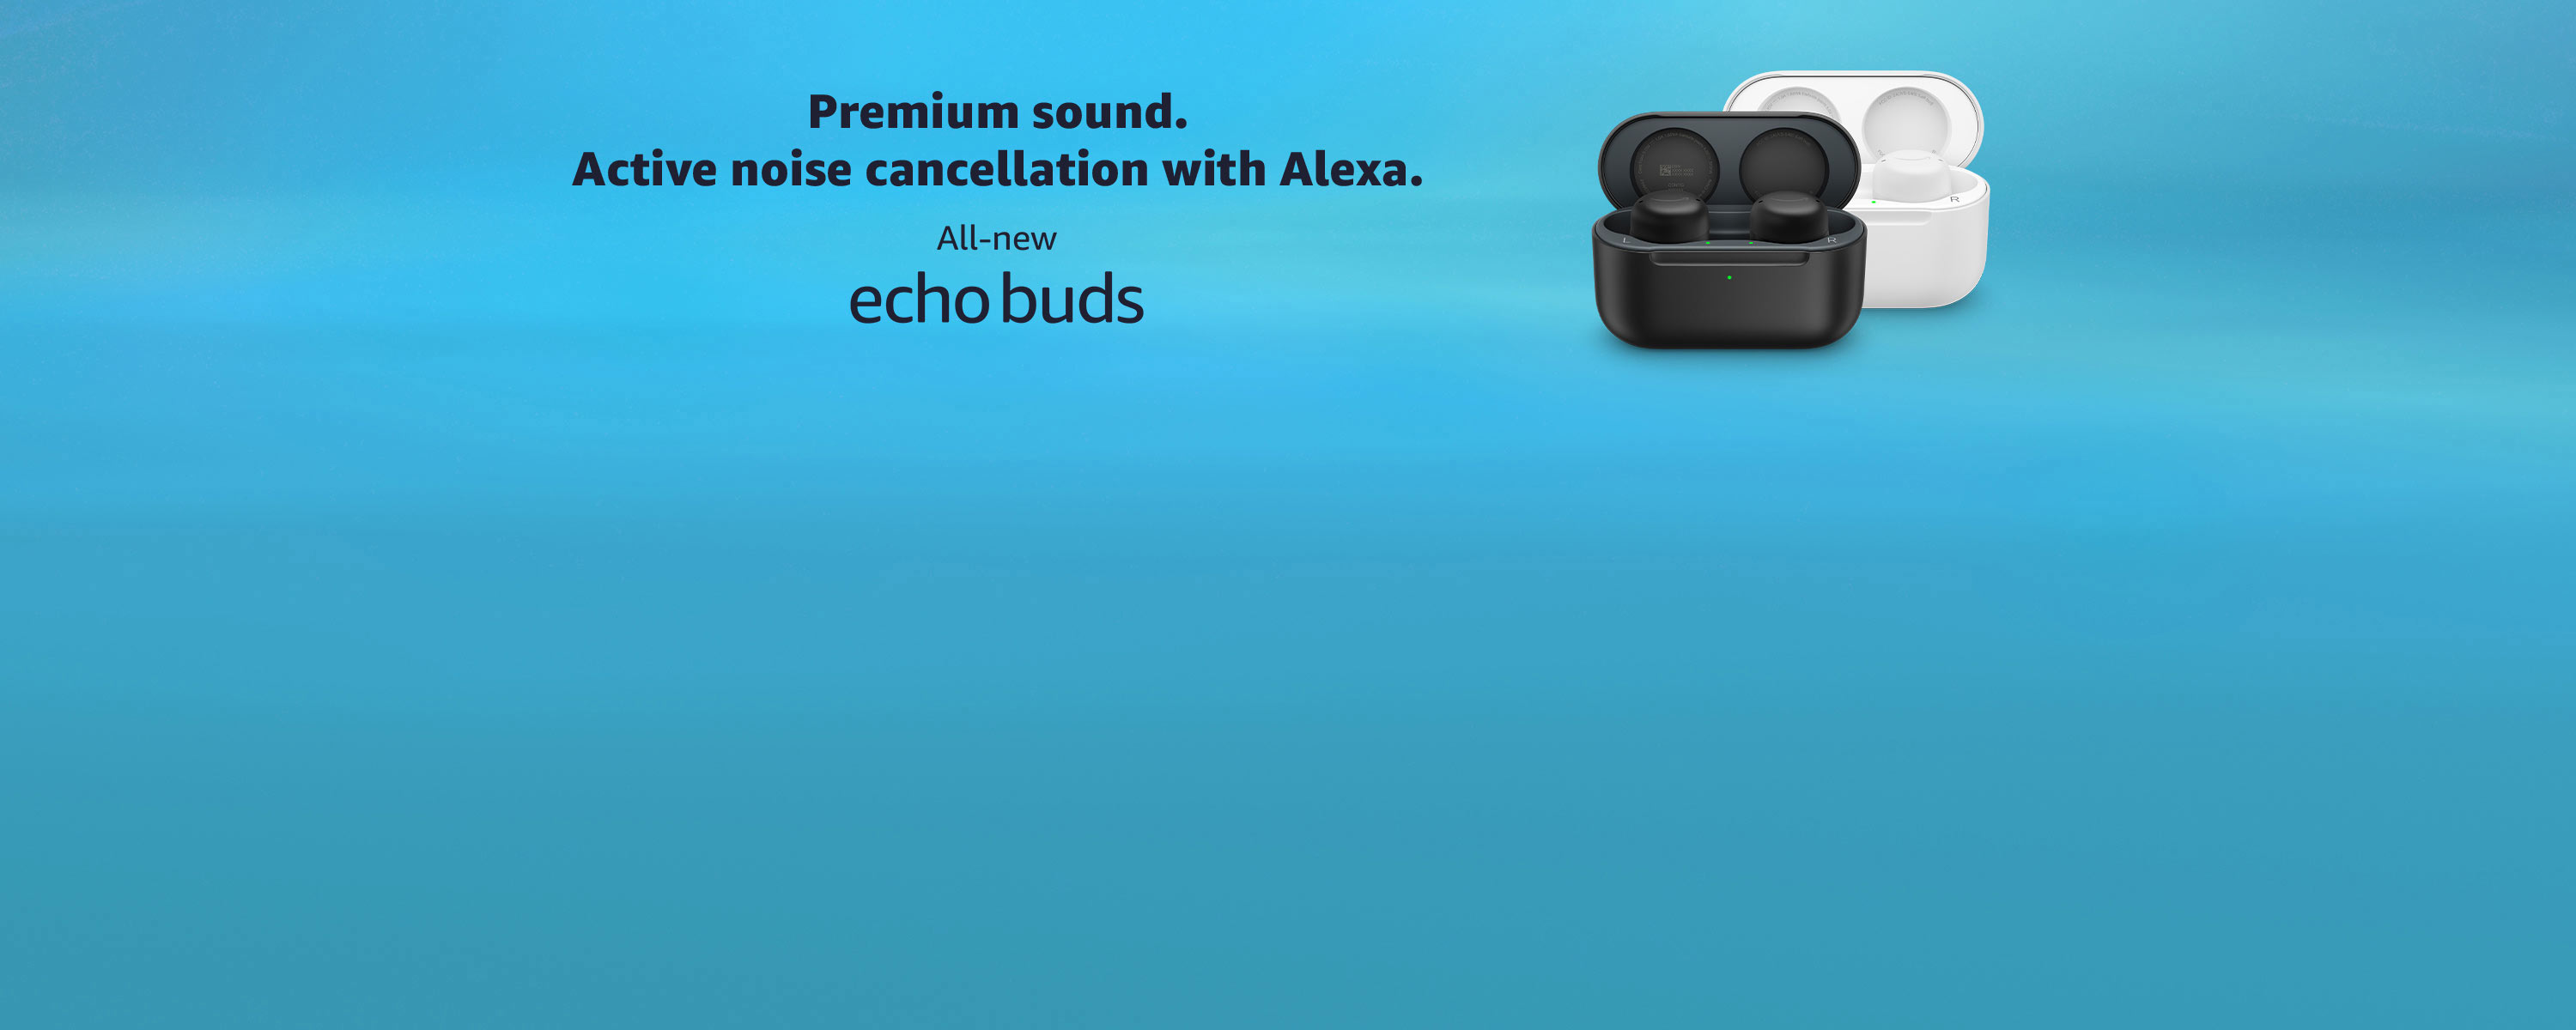 Premium sound.
Active noise cancellation with Alexa.
All-new
echo buds
L
R
R